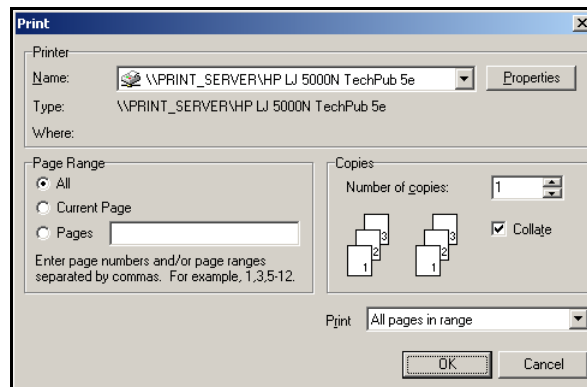 Print
Printer
Name: \\PRINT_SERVER\HP LJ 5000N TechPub 5e Properties
Type: \\PRINT_SERVER\HP LJ 5000N TechPub 5e
Where:
Page Range
All
Current Page
Pages
Enter page numbers and/or page ranges
separated by commas. For example, 1,3,5-12.
Copies
Number of copies: 1
1 2 3 1 2 3
Collate
Print All pages in range
OK Cancel